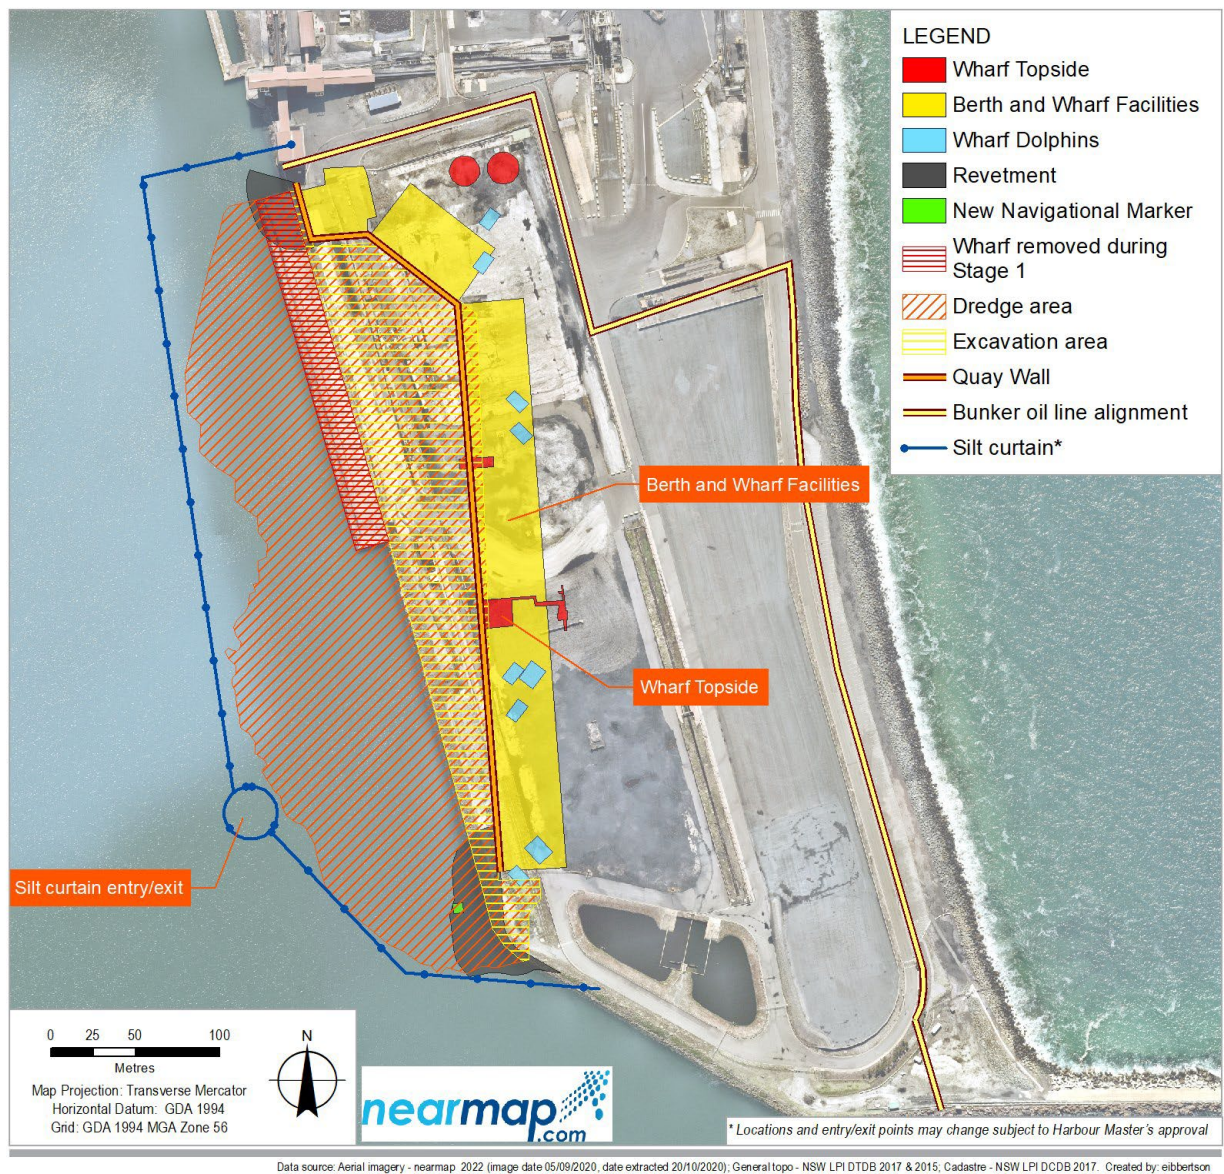 LEGEND
Wharf Topside
Berth and Wharf Facilities
Wharf Dolphins
Revetment
New Navigational Marker
Wharf removed during
Stage 1
Dredge area
Excavation area
Quay Wall
Bunker oil line alignment
Silt curtain*
Berth and Wharf Facilities
Wharf Topside
Silt curtain entry/exit
0 25 50 100
Metres
Map Projection: Transverse Mercator
Horizontal Datum: GDA 1994
Grid: GDA 1994 MGA Zone 56
N
nearmap
.com
* Locations and entry/exit points may change subject to Harbour Master's approval
Data source: Aerial imagery - nearmap 2022 (image date 05/09/2020, date extracted 20/10/2020); General topo - NSW LPI DTDB 2017 & 2015; Cadastre - NSW LPI DCDB 2017. Created by: eibbertson